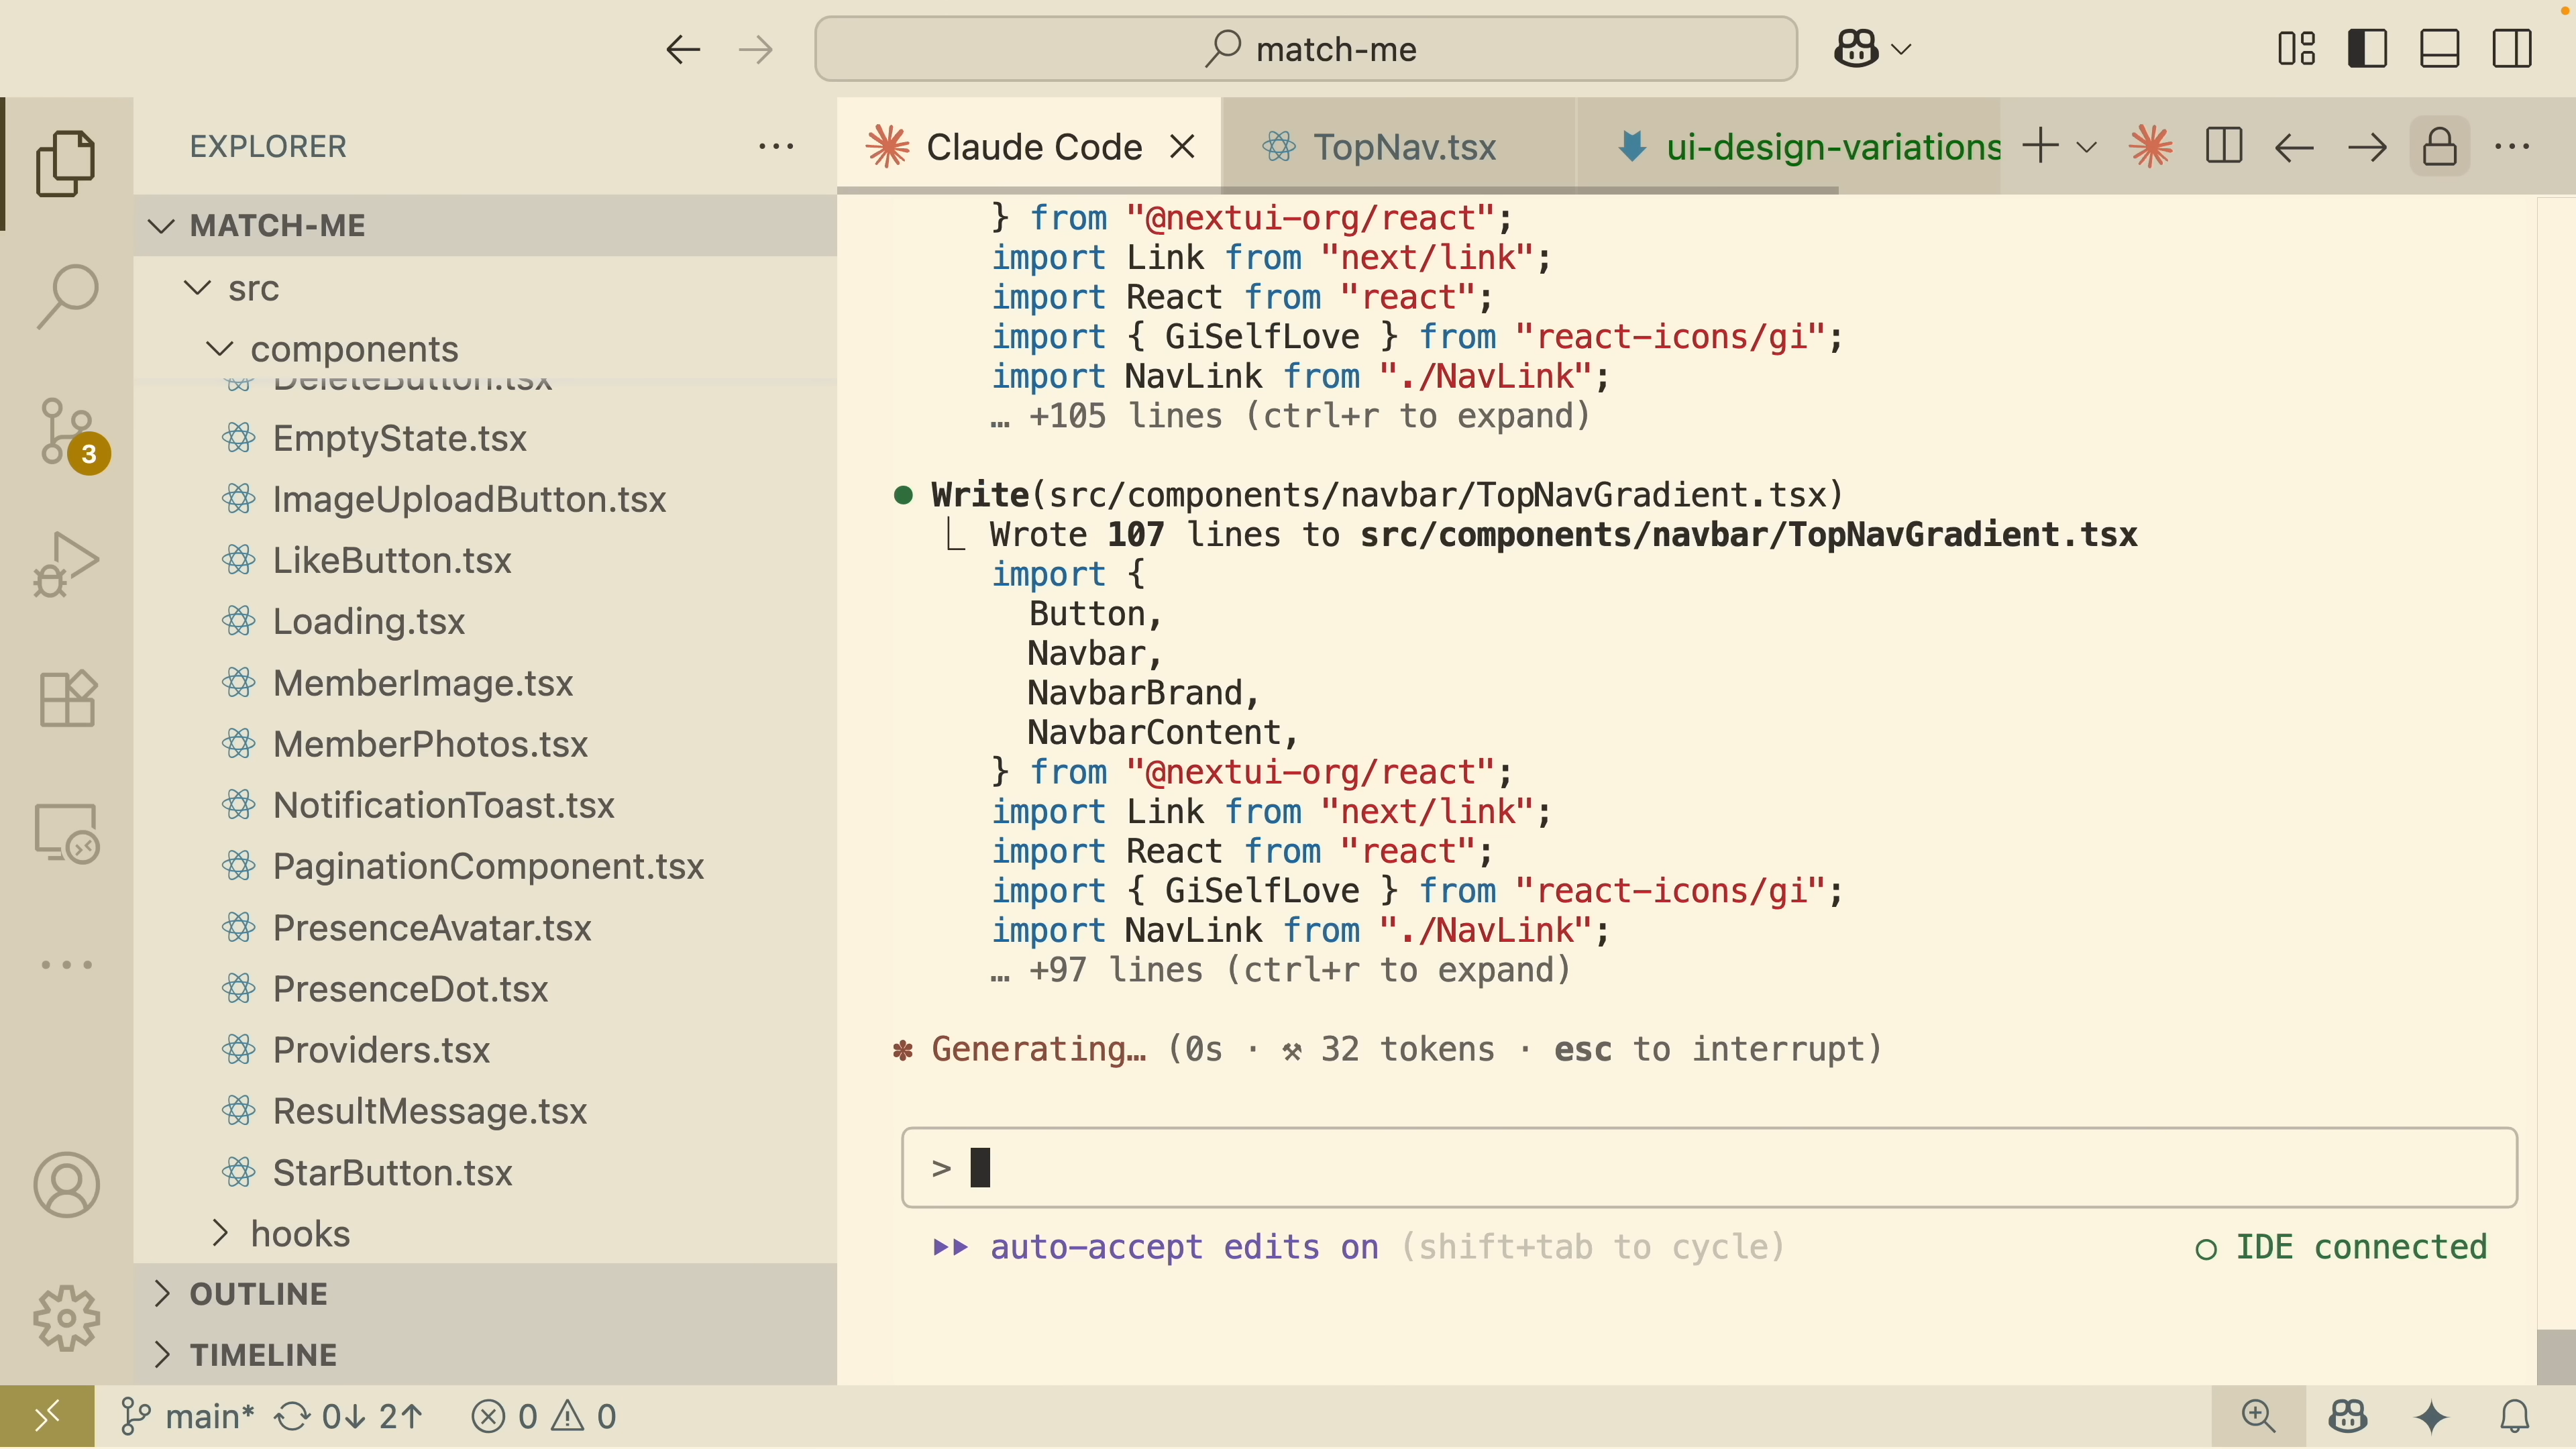 match-me
EXPLORER
MATCH-ME
src
components
DeleteButton.tsx
EmptyState.tsx
ImageUploadButton.tsx
LikeButton.tsx
Loading.tsx
MemberImage.tsx
MemberPhotos.tsx
NotificationToast.tsx
PaginationComponent.tsx
PresenceAvatar.tsx
PresenceDot.tsx
Providers.tsx
ResultMessage.tsx
StarButton.tsx
hooks
OUTLINE
TIMELINE
3
Claude Code
TopNav.tsx
ui-design-variations
} from "@nextui-org/react";
import Link from "next/link";
import React from "react";
import { GiSelfLove } from "react-icons/gi";
import NavLink from "./NavLink";
… +105 lines (ctrl+r to expand)
Write(src/components/navbar/TopNavGradient.tsx)
Wrote 107 lines to src/components/navbar/TopNavGradient.tsx
import {
Button,
Navbar,
NavbarBrand,
NavbarContent,
} from "@nextui-org/react";
import Link from "next/link";
import React from "react";
import { GiSelfLove } from "react-icons/gi";
import NavLink from "./NavLink";
… +97 lines (ctrl+r to expand)
Generating… (0s · ⚒ 32 tokens · esc to interrupt)
>
auto-accept edits on (shift+tab to cycle)
IDE connected
main* 0↓ 2↑ 0 0